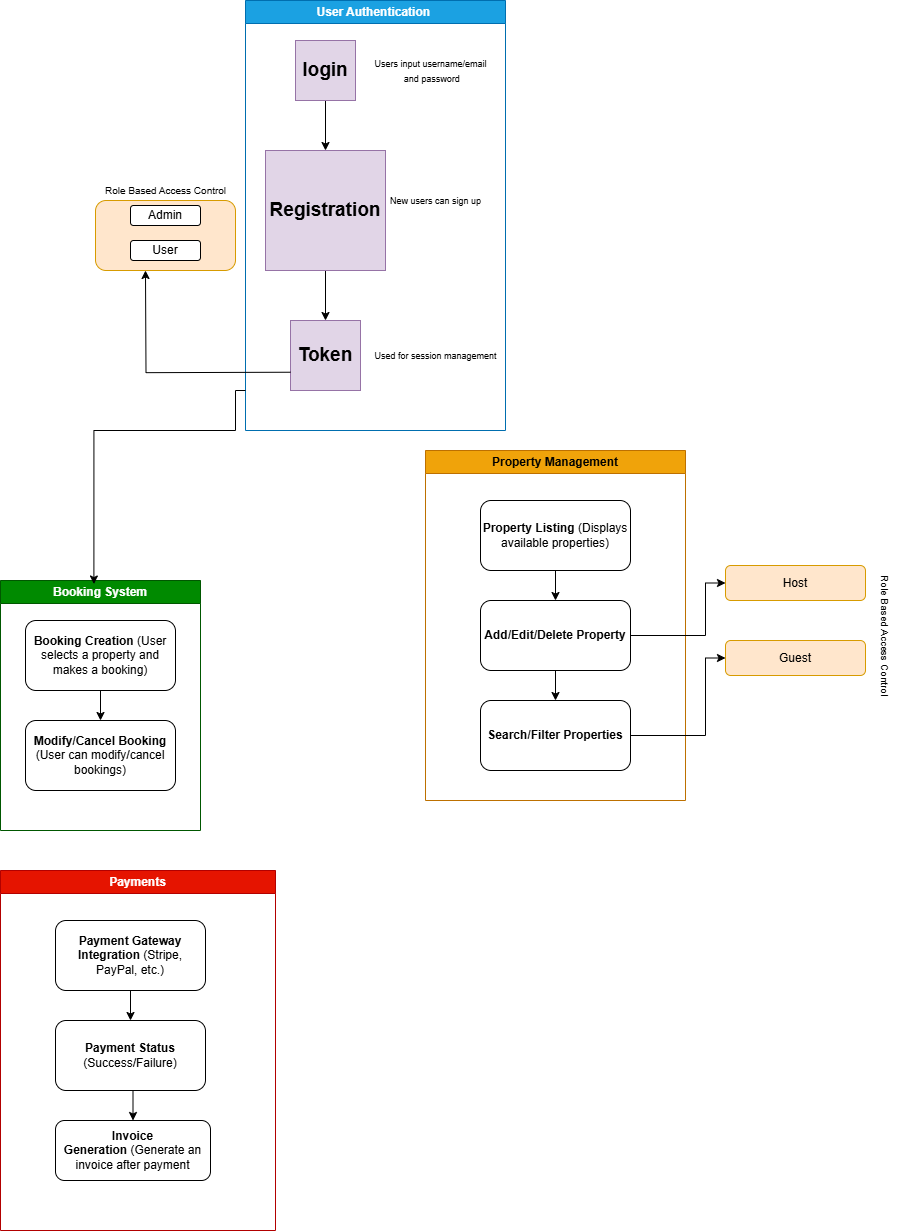 User Authentication
login
Users input username/email
and password
Registration
New users can sign up
Role Based Access Control
Admin
User
Token
Used for session management
Property Management
Property Listing (Displays
available properties)
Add/Edit/Delete Property
Search/Filter Properties
Host
Guest
Role Based Access Control
Booking System
Booking Creation (User
selects a property and
makes a booking)
Modify/Cancel Booking
(User can modify/cancel
bookings)
Payments
Payment Gateway
Integration (Stripe,
PayPal, etc.)
Payment Status
(Success/Failure)
Invoice
Generation (Generate an
invoice after payment